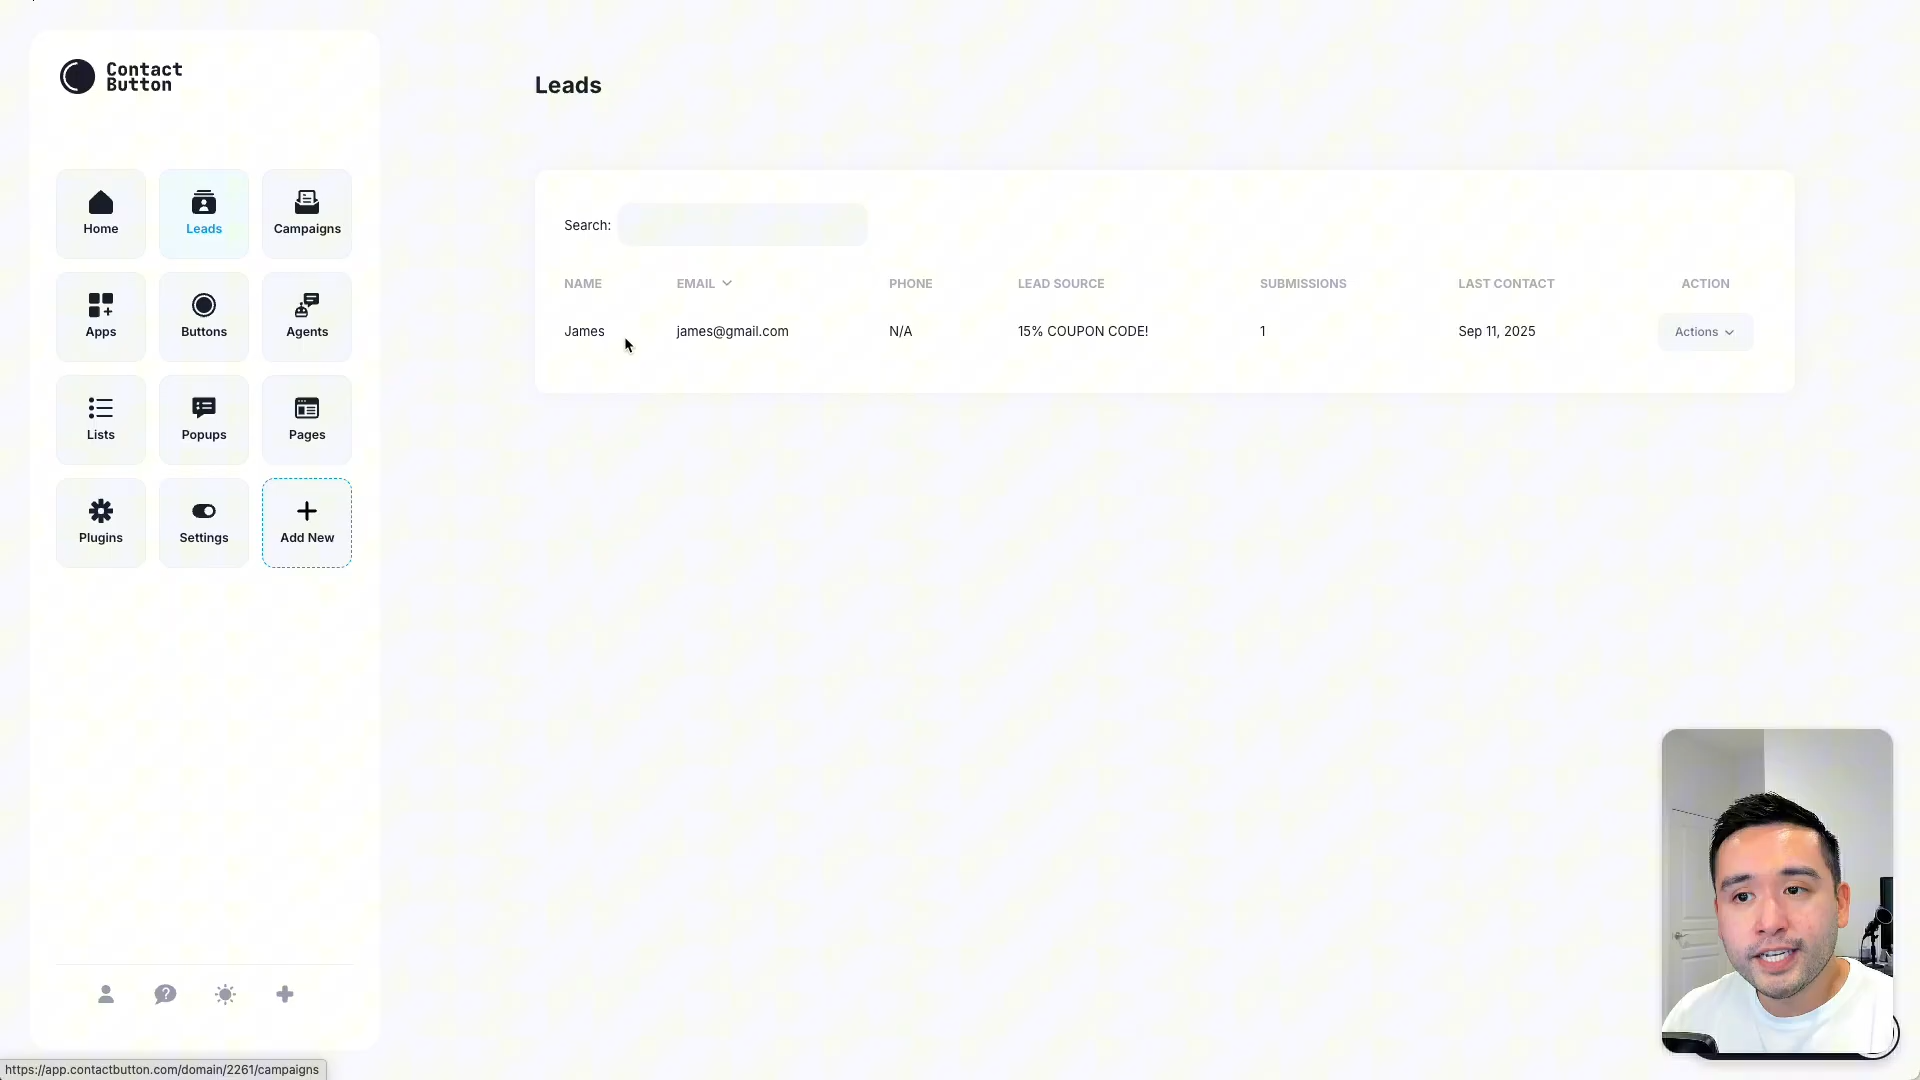 Contact
Button
Leads
Home
Leads
Campaigns
Search:
NAME
EMAIL
PHONE
LEAD SOURCE
SUBMISSIONS
LAST CONTACT
ACTION
Apps
Buttons
Agents
James
james@gmail.com
N/A
15% COUPON CODE!
1
Sep 11, 2025
Actions
Lists
Popups
Pages
Plugins
Settings
Add New
https://app.contactbutton.com/domain/2261/campaigns